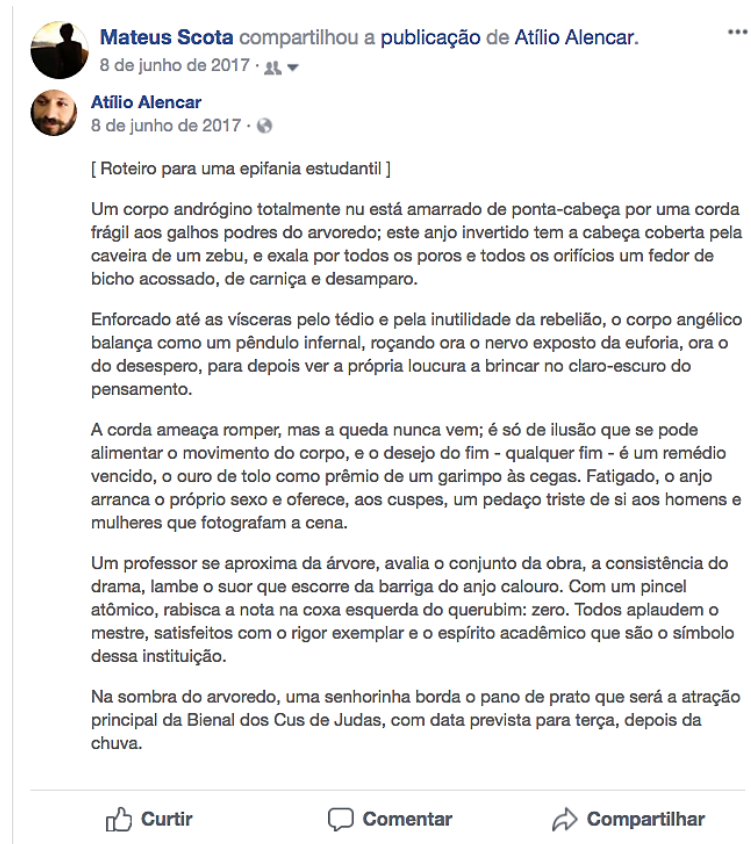 Mateus Scota compartilhou a publicação de Atílio Alencar.
8 de junho de 2017 ·
Atílio Alencar
8 de junho de 2017 ·
[ Roteiro para uma epifania estudantil ]
Um corpo andrógino totalmente nu está amarrado de ponta-cabeça por uma corda
frágil aos galhos podres do arvoredo; este anjo invertido tem a cabeça coberta pela
caveira de um zebu, e exala por todos os poros e todos os orifícios um fedor de
bicho acossado, de carniça e desamparo.
Enforcado até as vísceras pelo tédio e pela inutilidade da rebelião, o corpo angélico
balança como um pêndulo infernal, roçando ora o nervo exposto da euforia, ora o
do desespero, para depois ver a própria loucura a brincar no claro-escuro do
pensamento.
A corda ameaça romper, mas a queda nunca vem; é só de ilusão que se pode
alimentar o movimento do corpo, e o desejo do fim - qualquer fim - é um remédio
vencido, o ouro de tolo como prêmio de um garimpo às cegas. Fatigado, o anjo
arranca o próprio sexo e oferece, aos cuspes, um pedaço triste de si aos homens e
mulheres que fotografam a cena.
Um professor se aproxima da árvore, avalia o conjunto da obra, a consistência do
drama, lambe o suor que escorre da barriga do anjo calouro. Com um pincel
atômico, rabisca a nota na coxa esquerda do querubim: zero. Todos aplaudem o
mestre, satisfeitos com o rigor exemplar e o espírito acadêmico que são o símbolo
dessa instituição.
Na sombra do arvoredo, uma senhorinha borda o pano de prato que será a atração
principal da Bienal dos Cus de Judas, com data prevista para terça, depois da
chuva.
Curtir Comentar Compartilhar